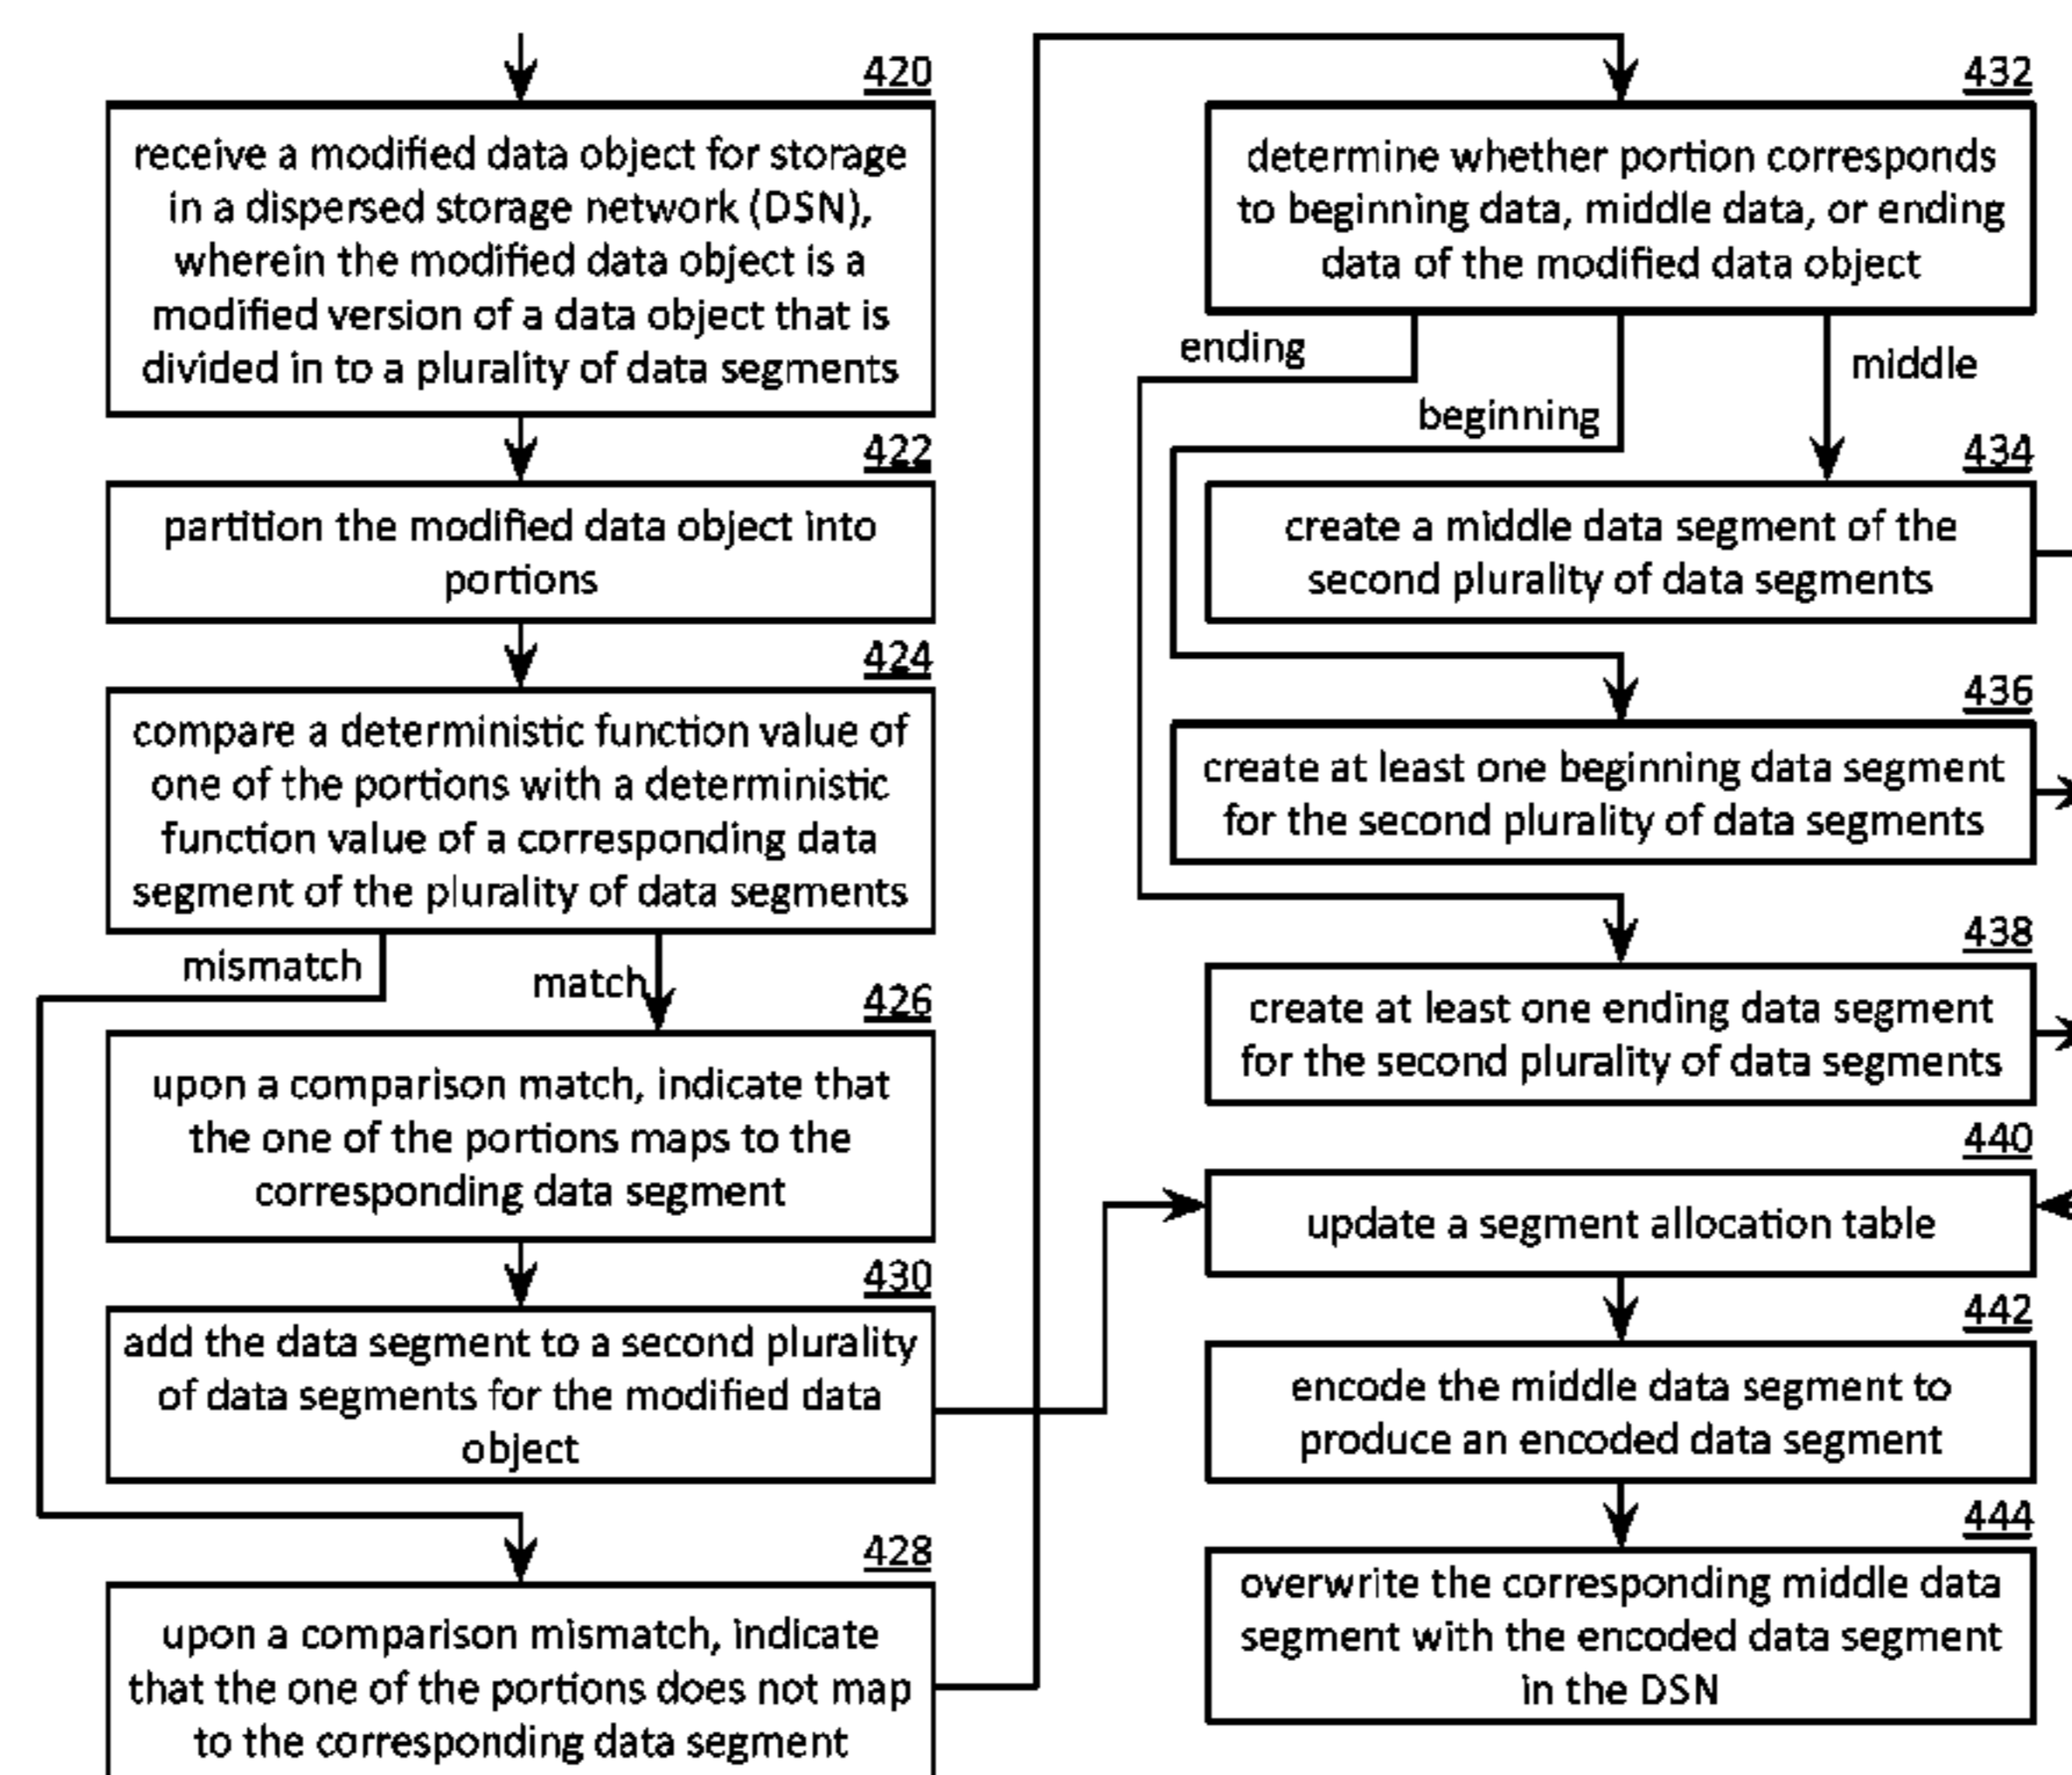 420
receive a modified data object for storage
in a dispersed storage network (DSN),
wherein the modified data object is a
modified version of a data object that is
divided in to a plurality of data segments
422
partition the modified data object into
portions
424
compare a deterministic function value of
one of the portions with a deterministic
function value of a corresponding data
segment of the plurality of data segments
mismatch
match
426
upon a comparison match, indicate that
the one of the portions maps to the
corresponding data segment
430
add the data segment to a second plurality
of data segments for the modified data
object
428
upon a comparison mismatch, indicate
that the one of the portions does not map
to the corresponding data segment
432
determine whether portion corresponds
to beginning data, middle data, or ending
data of the modified data object
ending
beginning
middle
434
create a middle data segment of the
second plurality of data segments
436
create at least one beginning data segment
for the second plurality of data segments
438
create at least one ending data segment
for the second plurality of data segments
440
update a segment allocation table
442
encode the middle data segment to
produce an encoded data segment
444
overwrite the corresponding middle data
segment with the encoded data segment
in the DSN